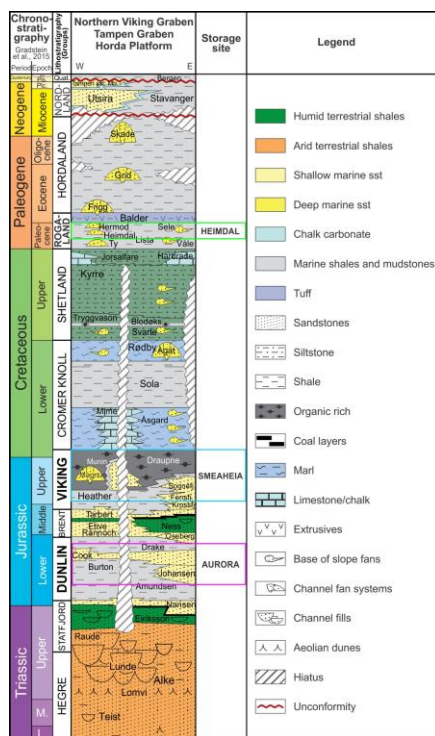 Chrono-
strati-
graphy
Gradstein
et al., 2015
Period Epoch
Lithostratigraphy
(Groups)
Northern Viking Graben
Tampen Graben
Horda Platform
W E
Storage
site
Legend
Neogene
Paleogene
Cretaceous
Jurassic
Triassic
Miocene
Oligo-
cene
Eocene
Paleo-
cene
Upper
Lower
Upper
Middle
Lower
Upper
M.
L.
NORD-
LAND
HORDALAND
ROGA-
LAND
SHETLAND
CROMER KNOLL
VIKING
BRENT
DUNLIN
STATFJORD
HEGRE
Bergen
Utsira
Stavanger
Skade
Grid
Frigg
Balder
Hermod
Sele
Heimdal
Lista
Ty
Våle
Jorsalfare
Hardråde
Kyrre
Tryggvason
Blodøks
Svarte
Rødby
Agat
Sola
Mime
Åsgard
Munin
Draupne
Magne
Sognefj
Heather
Fensfj
Krossfj
Tarbert
Etive
Ness
Rannoch
Oseberg
Drake
Cook
Burton
Johansen
Amundsen
Nansen
Eiriksson
Raude
Lunde
Alke
Lomvi
Teist
HEIMDAL
SMEAHEIA
AURORA
Humid terrestrial shales
Arid terrestrial shales
Shallow marine sst
Deep marine sst
Chalk carbonate
Marine shales and mudstones
Tuff
Sandstones
Siltstone
Shale
Organic rich
Coal layers
Marl
Limestone/chalk
Extrusives
Base of slope fans
Channel fan systems
Channel fills
Aeolian dunes
Hiatus
Unconformity